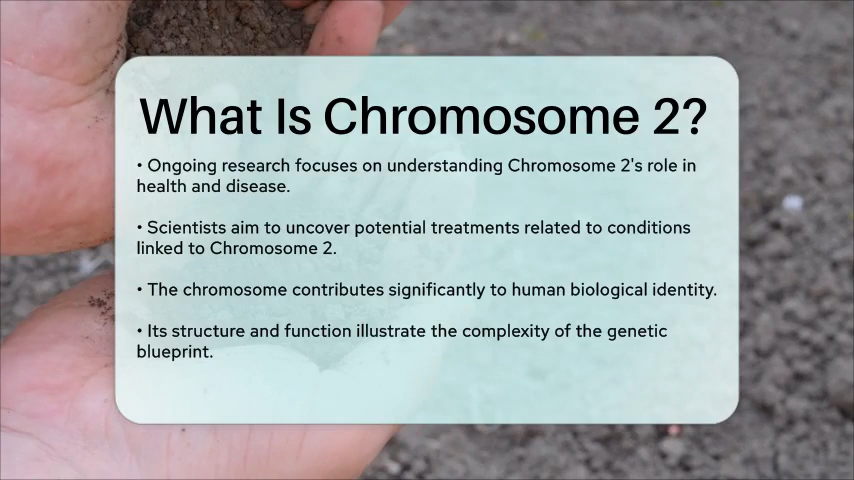 What Is Chromosome 2?
• Ongoing research focuses on understanding Chromosome 2's role in
health and disease.
• Scientists aim to uncover potential treatments related to conditions
linked to Chromosome 2.
• The chromosome contributes significantly to human biological identity.
• Its structure and function illustrate the complexity of the genetic
blueprint.